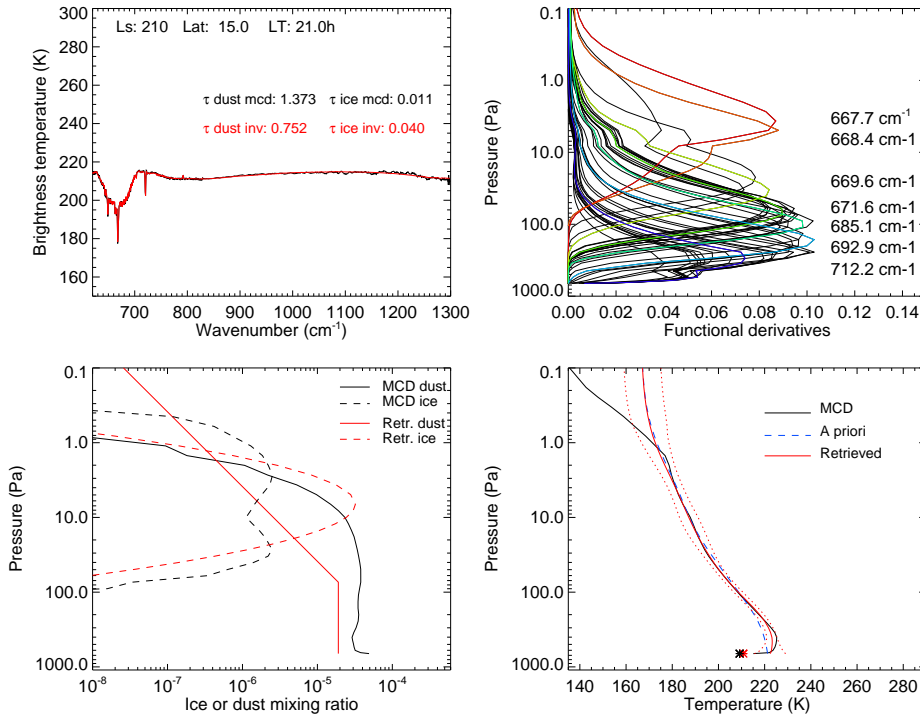 Ls: 210 Lat: 15.0 LT: 21.0h
τ dust mcd: 1.373 τ ice mcd: 0.011
τ dust inv: 0.752 τ ice inv: 0.040
Brightness temperature (K)
300
280
260
240
220
200
180
160
700 800 900 1000 1100 1200 1300
Wavenumber (cm-1)
Pressure (Pa)
0.1
1.0
10.0
100.0
1000.0
667.7 cm-1
668.4 cm-1
669.6 cm-1
671.6 cm-1
685.1 cm-1
692.9 cm-1
712.2 cm-1
0.00 0.02 0.04 0.06 0.08 0.10 0.12 0.14
Functional derivatives
Pressure (Pa)
0.1
1.0
10.0
100.0
1000.0
MCD dust
MCD ice
Retr. dust
Retr. ice
10-8 10-7 10-6 10-5 10-4
Ice or dust mixing ratio
Pressure (Pa)
0.1
1.0
10.0
100.0
1000.0
MCD
A priori
Retrieved
140 160 180 200 220 240 260 280
Temperature (K)